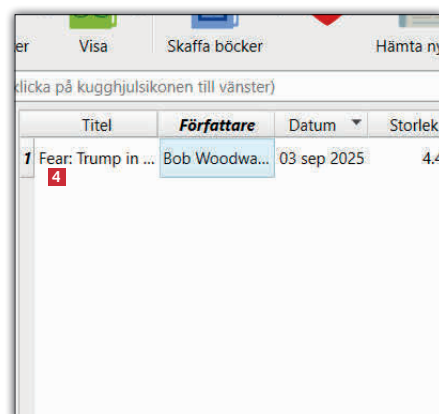 er Visa Skaffa böcker Hämta ny
klicka på kugghjulsikonen till vänster)
Titel Författare Datum Storlek
1 Fear: Trump in ... Bob Woodwa... 03 sep 2025 4.4
4